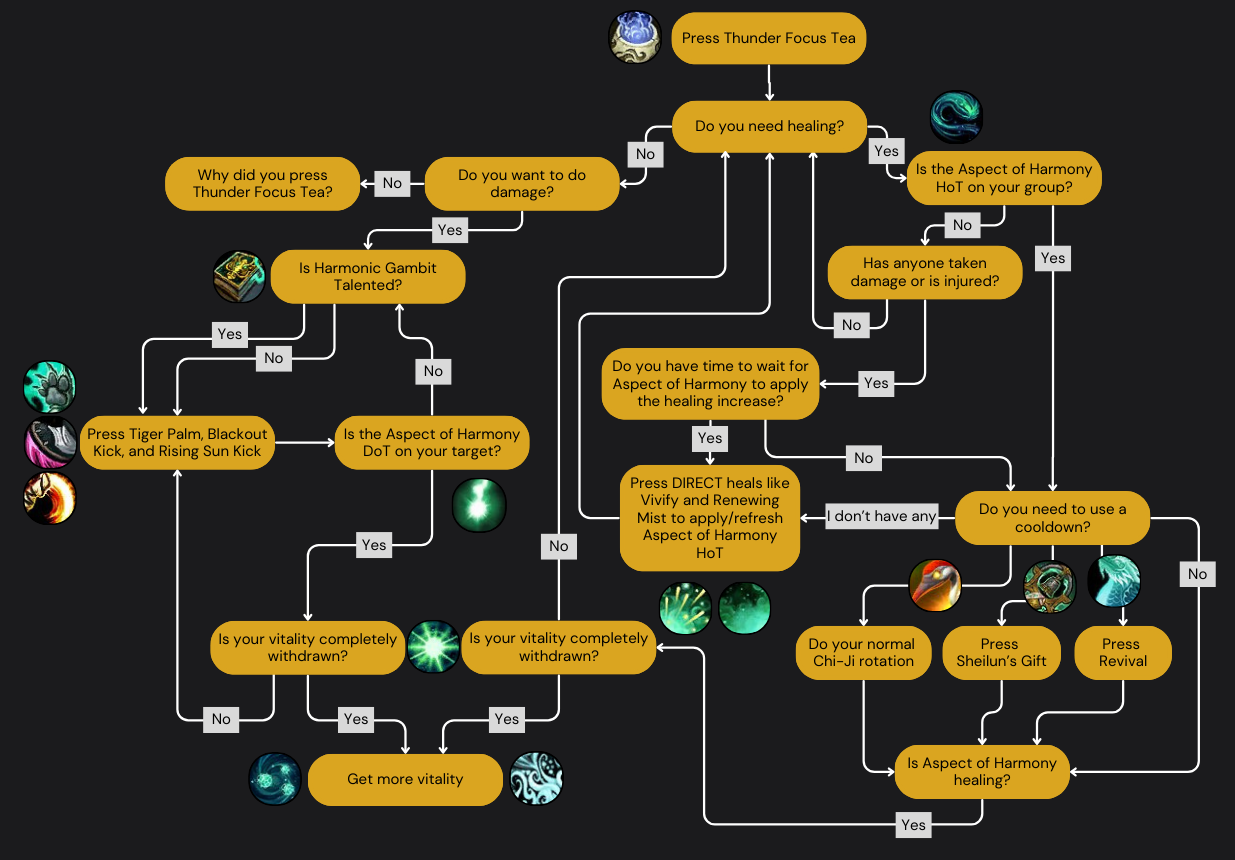 Press Thunder Focus Tea
Do you need healing?
No
Yes
Why did you press
Thunder Focus Tea?
No
Do you want to do
damage?
Is the Aspect of Harmony
HoT on your group?
Yes
No
Yes
Is Harmonic Gambit
Talented?
Has anyone taken
damage or is injured?
Yes
No
No
No
Do you have time to wait for
Aspect of Harmony to apply
the healing increase?
Yes
Press Tiger Palm, Blackout
Kick, and Rising Sun Kick
Is the Aspect of Harmony
DoT on your target?
Yes
No
Press DIRECT heals like
Vivify and Renewing
Mist to apply/refresh
Aspect of Harmony
HoT
I don't have any
Do you need to use a
cooldown?
Yes
No
No
Is your vitality completely
withdrawn?
Is your vitality completely
withdrawn?
Do your normal
Chi-Ji rotation
Press
Sheilun's Gift
Press
Revival
No
Yes
Yes
Get more vitality
Is Aspect of Harmony
healing?
Yes